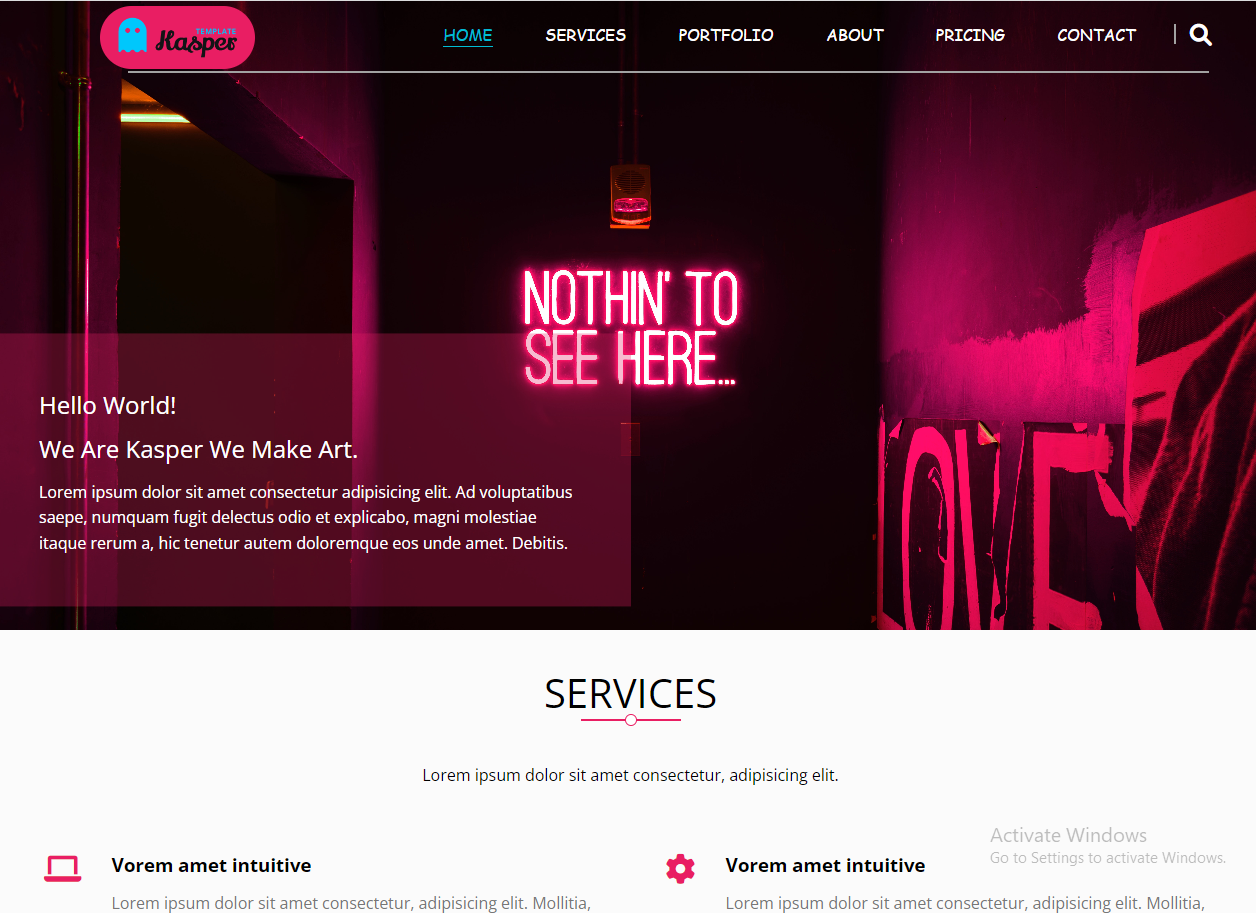 TEMPLATE
Kasper
HOME SERVICES PORTFOLIO ABOUT PRICING CONTACT
NOTHIN' TO
SEE HERE...
Hello World!
We Are Kasper We Make Art.
Lorem ipsum dolor sit amet consectetur adipisicing elit. Ad voluptatibus
saepe, numquam fugit delectus odio et explicabo, magni molestiae
itaque rerum a, hic tenetur autem doloremque eos unde amet. Debitis.
LOVE
SERVICES
Lorem ipsum dolor sit amet consectetur, adipisicing elit.
Vorem amet intuitive
Lorem ipsum dolor sit amet consectetur, adipisicing elit. Mollitia,
Vorem amet intuitive
Lorem ipsum dolor sit amet consectetur, adipisicing elit. Mollitia,
Activate Windows
Go to Settings to activate Windows.